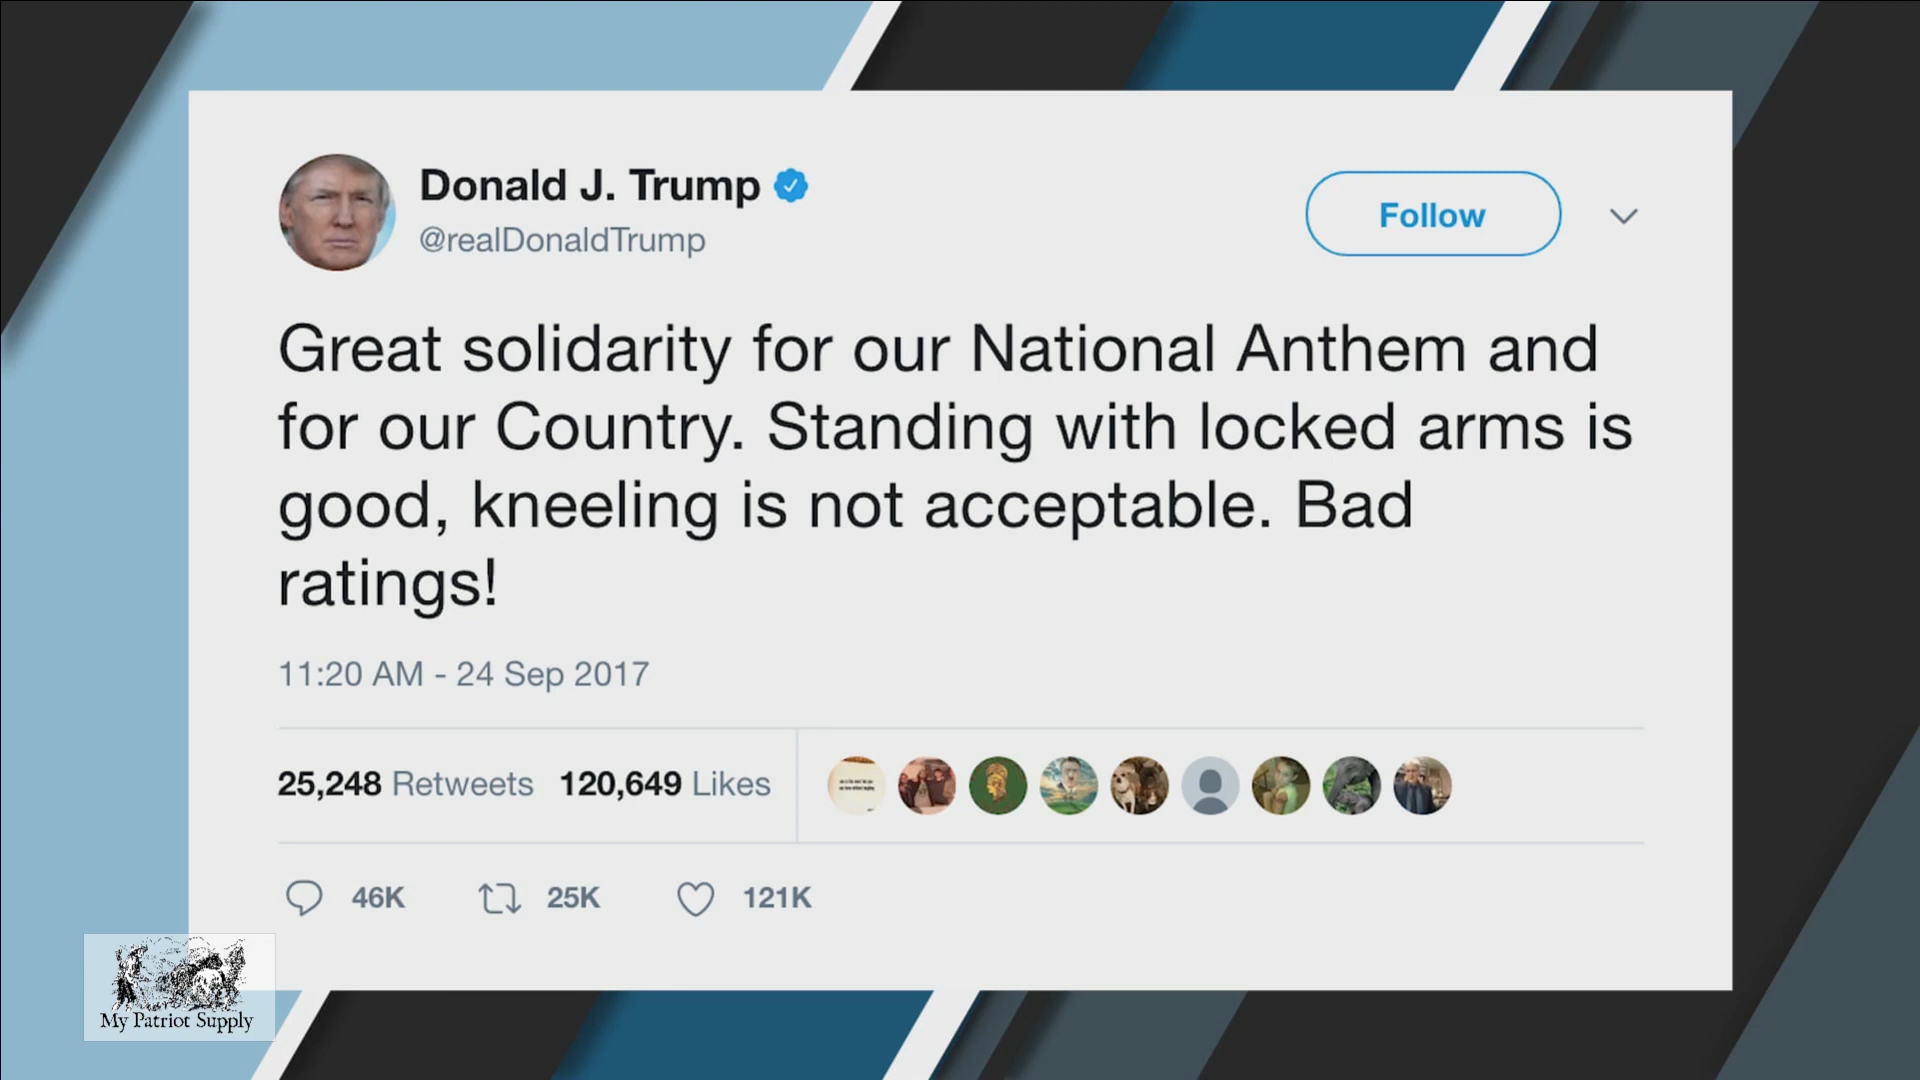 Donald J. Trump
@realDonaldTrump
Follow
Great solidarity for our National Anthem and
for our Country. Standing with locked arms is
good, kneeling is not acceptable. Bad
ratings!
11:20 AM - 24 Sep 2017
25,248 Retweets 120,649 Likes
46K 25K 121K
My Patriot Supply